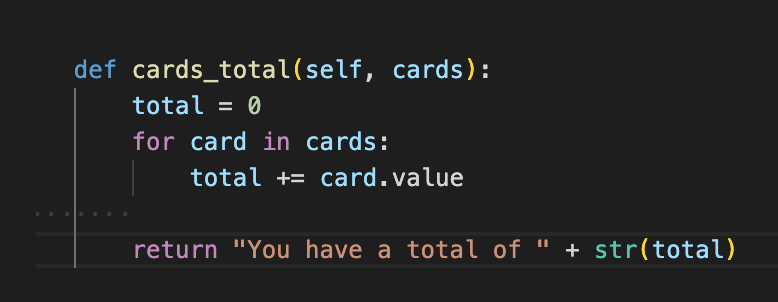 def cards_total(self, cards):
    total = 0
    for card in cards:
        total += card.value

    return "You have a total of " + str(total)